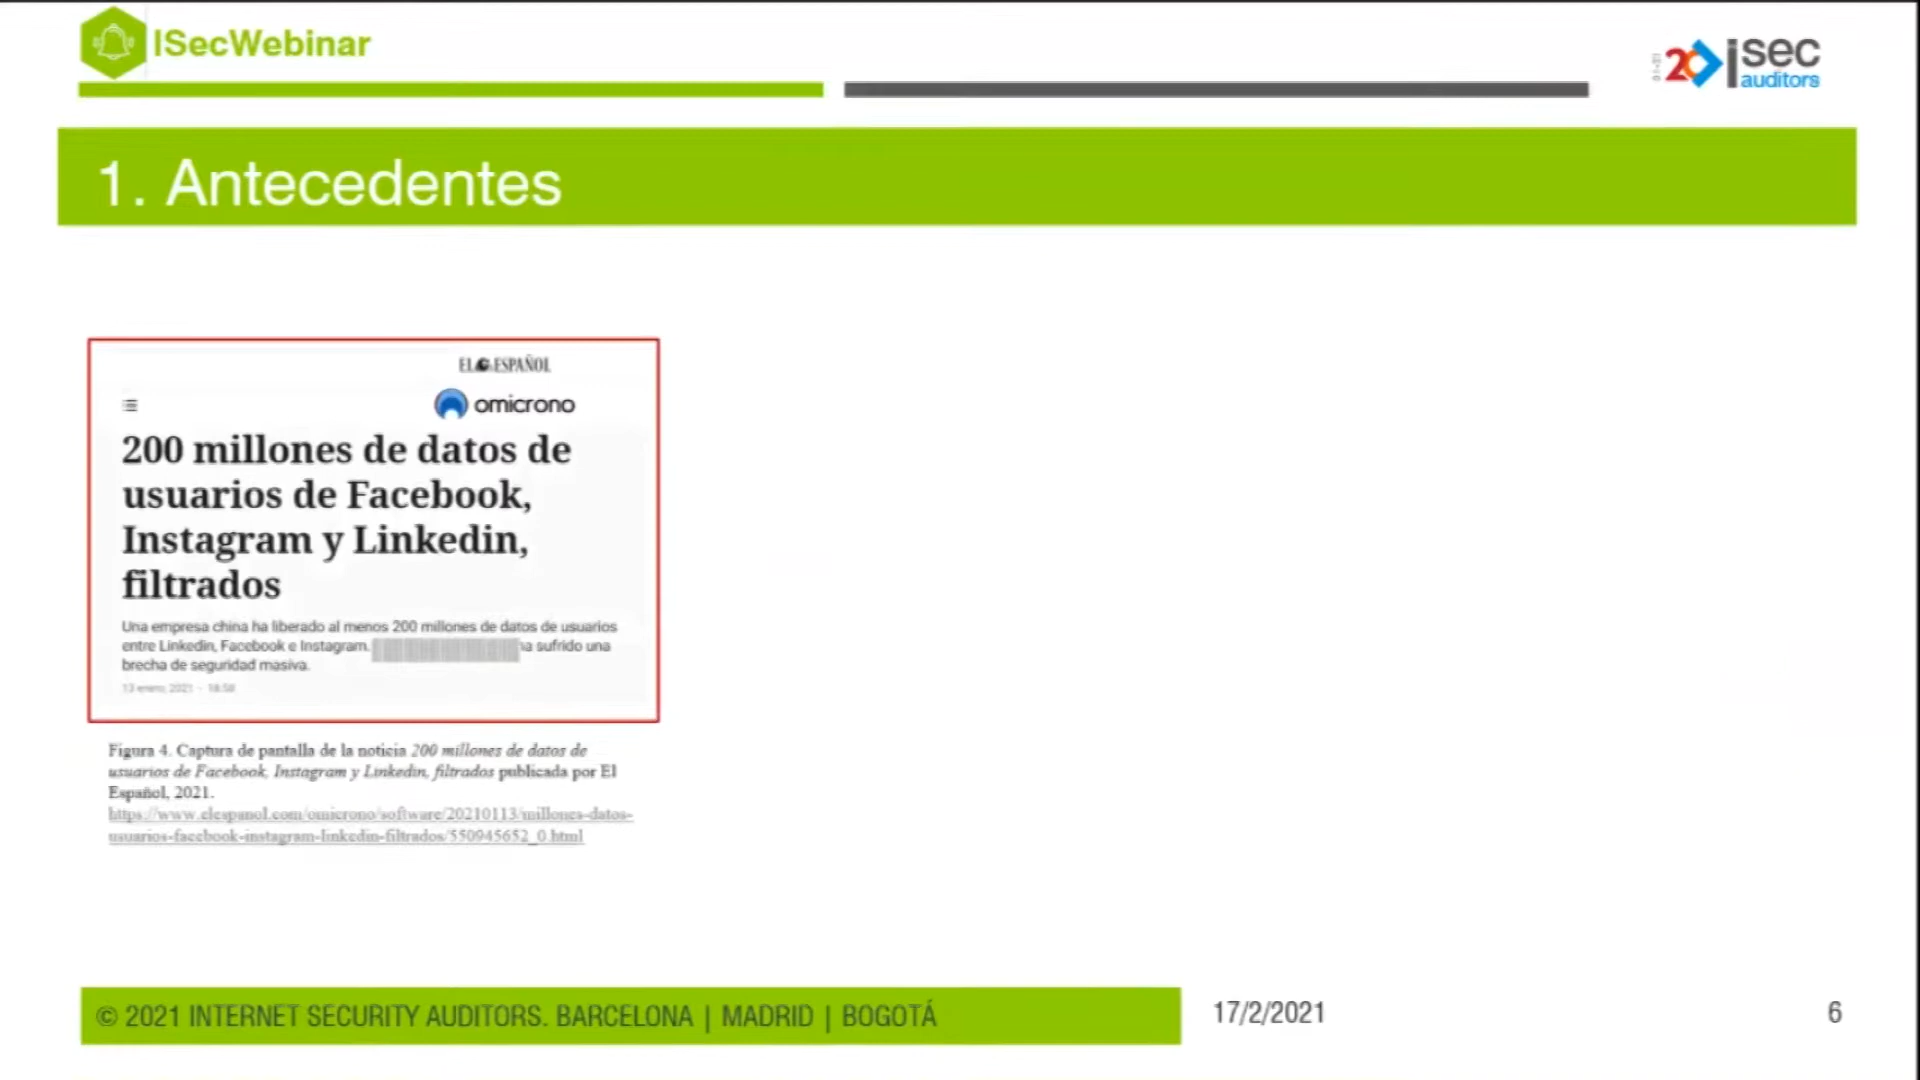 ISecWebinar
20 isec
auditors
1. Antecedentes
EL ESPAÑOL
omicrono
200 millones de datos de
usuarios de Facebook,
Instagram y Linkedin,
filtrados
Una empresa china ha liberado al menos 200 millones de datos de usuarios
entre Linkedin, Facebook e Instagram. ha sufrido una
brecha de seguridad masiva.
13 enero, 2021 - 18:58
Figura 4. Captura de pantalla de la noticia 200 millones de datos de
usuarios de Facebook, Instagram y Linkedin, filtrados publicada por El
Español, 2021.
https://www.elespanol.com/omicrono/software/20210113/millones-datos-
usuarios-facebook-instagram-linkedin-filtrados/550945652_0.html
© 2021 INTERNET SECURITY AUDITORS. BARCELONA | MADRID | BOGOTÁ
17/2/2021
6